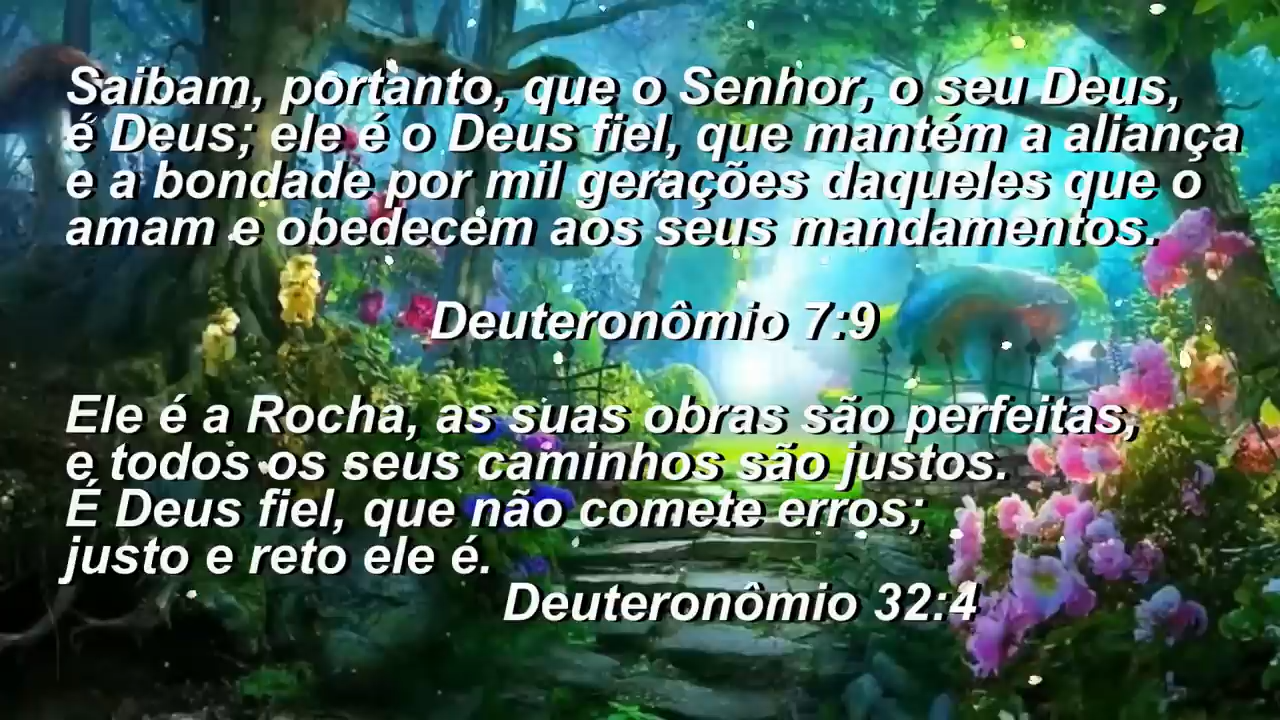 Saibam, portanto, que o Senhor, o seu Deus,
é Deus; ele é o Deus fiel, que mantém a aliança
e a bondade por mil gerações daqueles que o
amam e obedecem aos seus mandamentos.
Deuteronômio 7:9
Ele é a Rocha, as suas obras são perfeitas,
e todos os seus caminhos são justos.
É Deus fiel, que não comete erros;
justo e reto ele é.
Deuteronômio 32:4